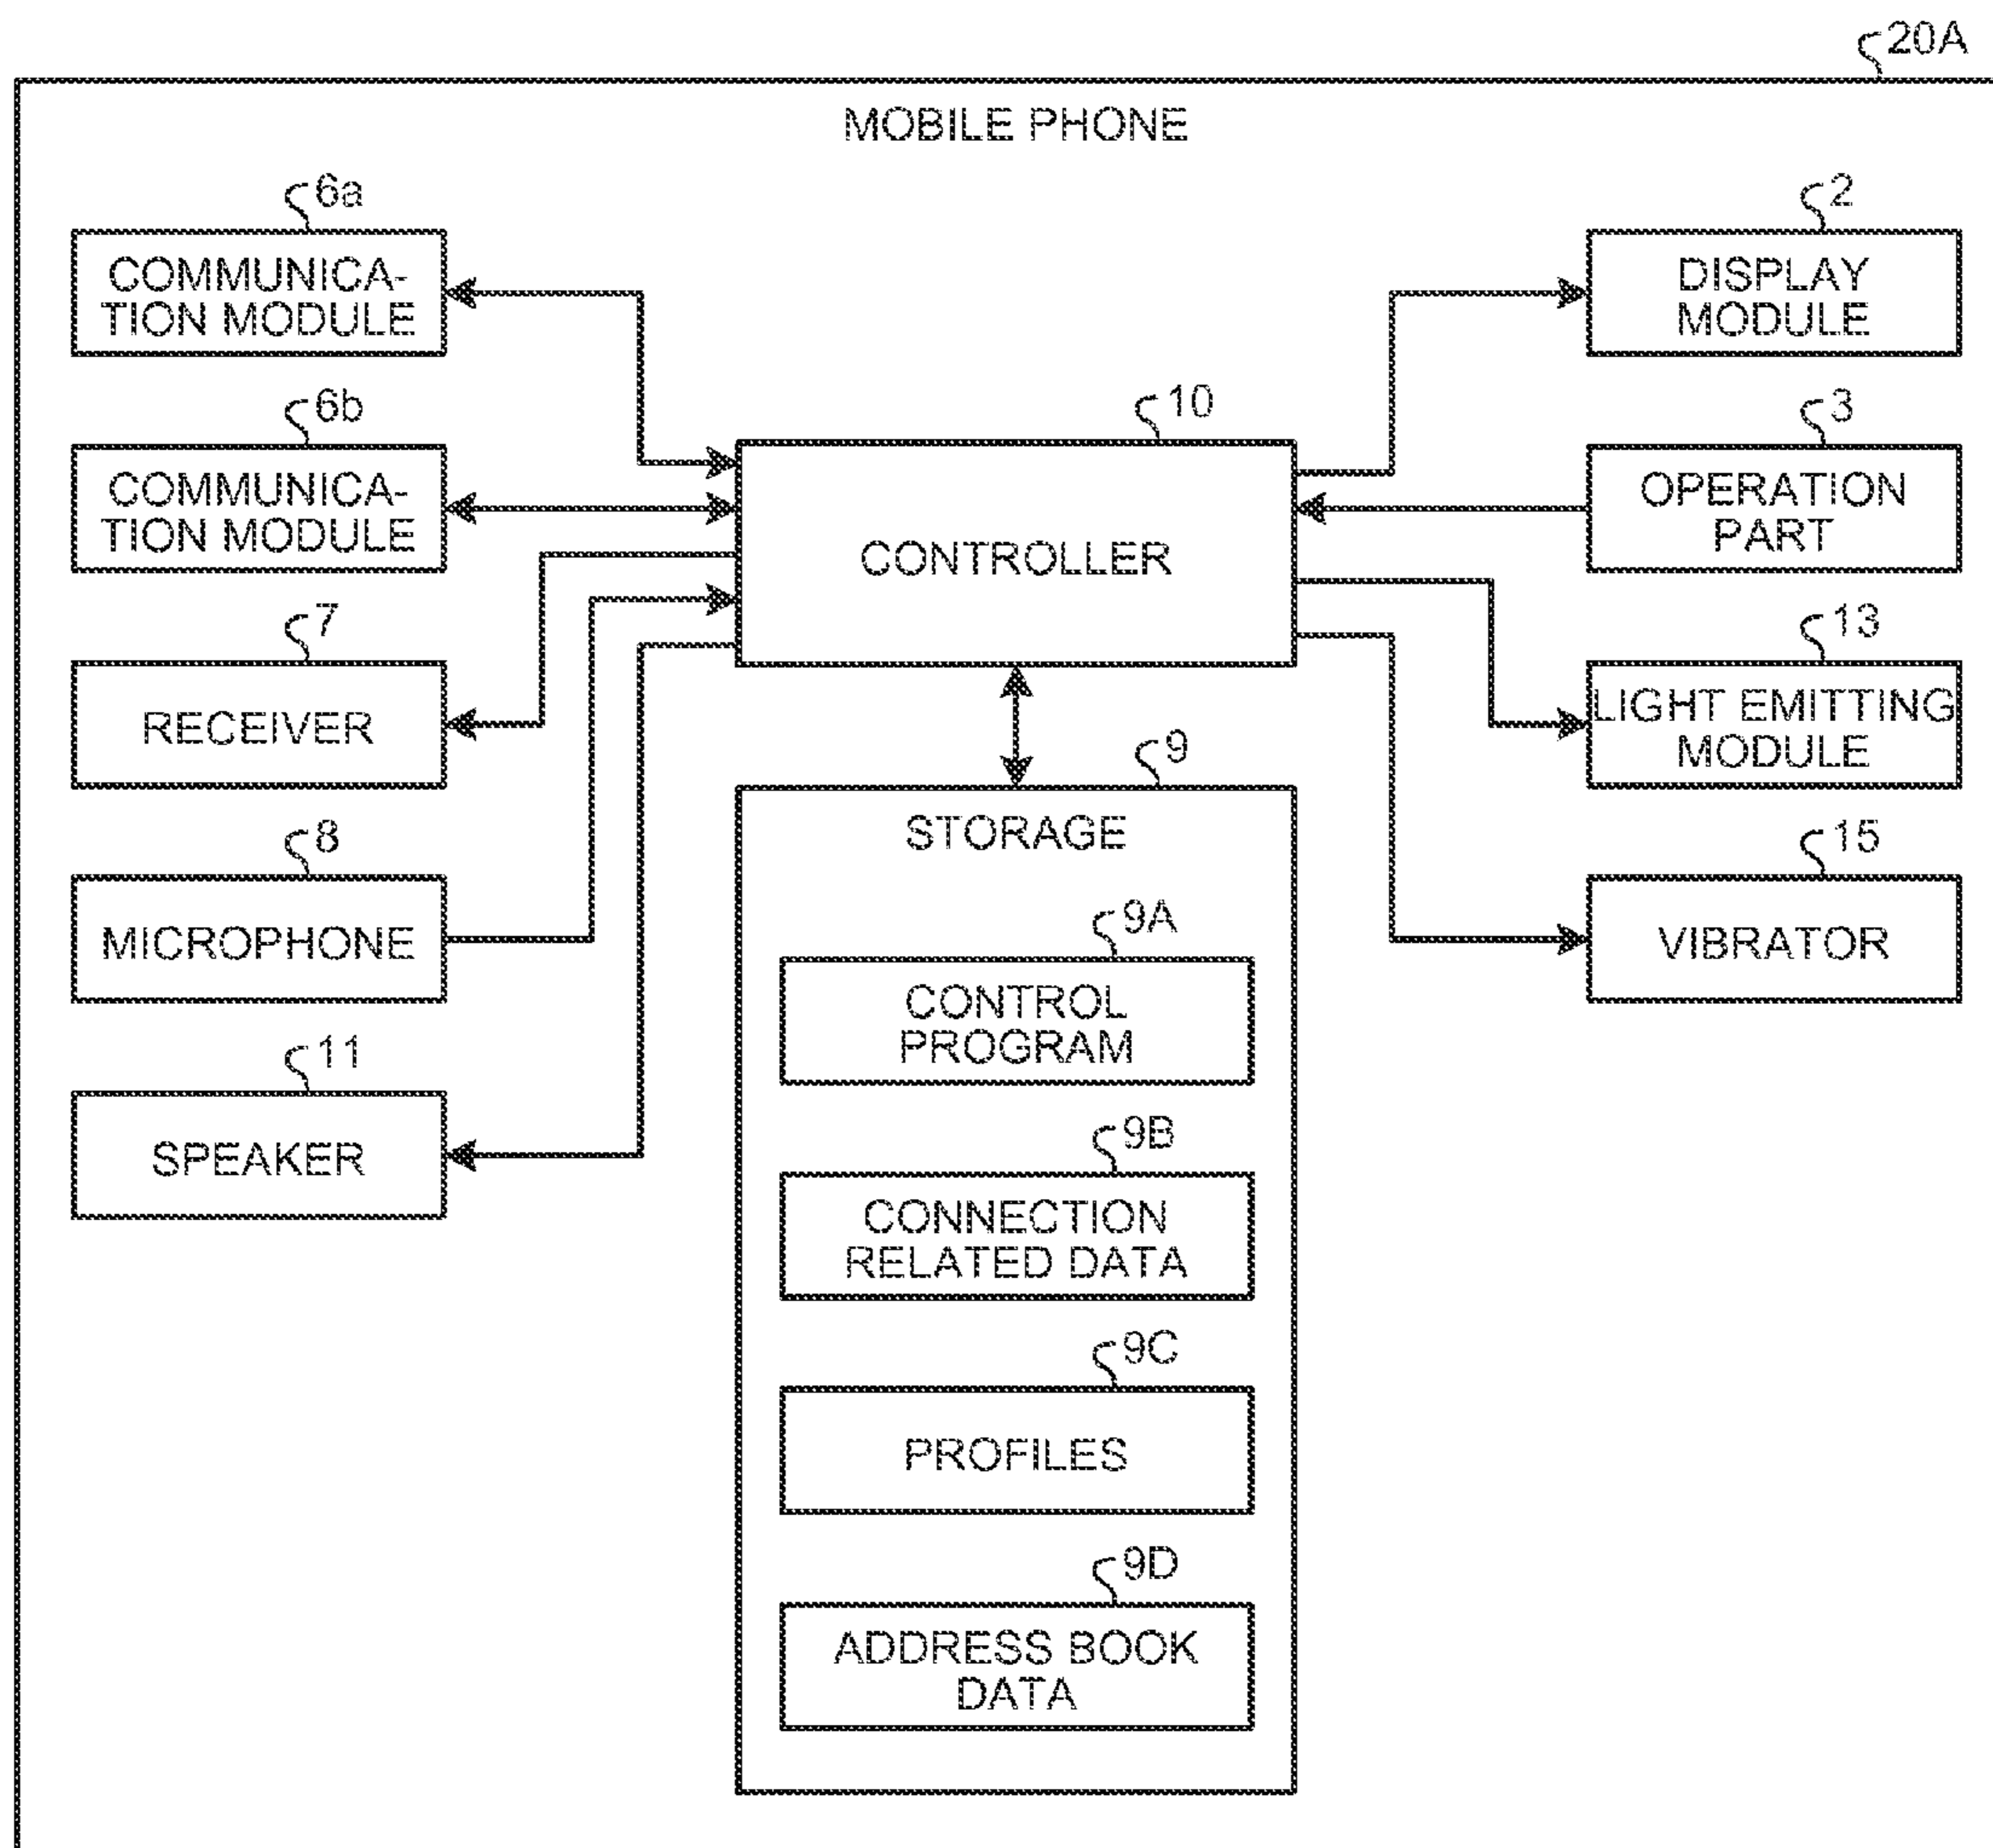 20A
MOBILE PHONE
6a
COMMUNICA-
TION MODULE
6b
COMMUNICA-
TION MODULE
7
RECEIVER
8
MICROPHONE
11
SPEAKER
10
CONTROLLER
9
STORAGE
9A
CONTROL
PROGRAM
9B
CONNECTION
RELATED DATA
9C
PROFILES
9D
ADDRESS BOOK
DATA
2
DISPLAY
MODULE
3
OPERATION
PART
13
LIGHT EMITTING
MODULE
15
VIBRATOR